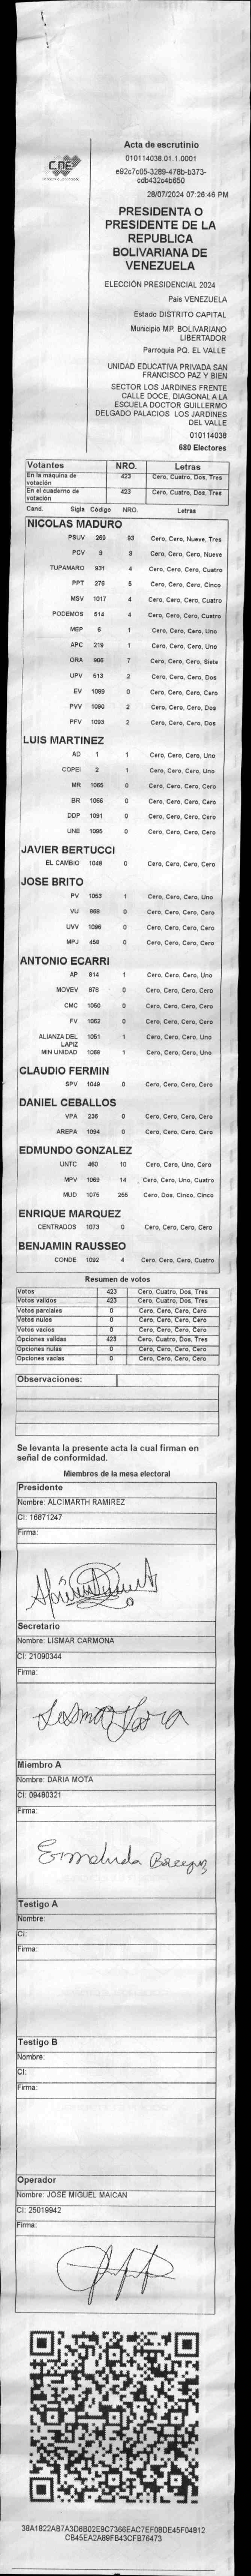 CNE
Acta de escrutinio
010114038.01.1.0001
e92c7c05-3289-476b-b373-
cdb432c4b650
28/07/2024 07:26:46 PM
PRESIDENTA O
PRESIDENTE DE LA
REPUBLICA
BOLIVARIANA DE
VENEZUELA
ELECCIÓN PRESIDENCIAL 2024
Pais VENEZUELA
Estado DISTRITO CAPITAL
Municipio MP. BOLIVARIANO
LIBERTADOR
Parroquia PQ. EL VALLE
UNIDAD EDUCATIVA PRIVADA SAN
FRANCISCO PAZ Y BIEN
SECTOR LOS JARDINES FRENTE
CALLE DOCE, DIAGONAL A LA
ESCUELA DOCTOR GUILLERMO
DELGADO PALACIOS LOS JARDINES
DEL VALLE
010114038
680 Electores
Votantes NRO. Letras
En la máquina de votación 423 Cero, Cuatro, Dos, Tres
En el cuaderno de votación 423 Cero, Cuatro, Dos, Tres
Cand. Sigla Código NRO. Letras
NICOLAS MADURO
PSUV 269 93 Cero, Cero, Nueve, Tres
PCV 9 9 Cero, Cero, Cero, Nueve
TUPAMARO 931 4 Cero, Cero, Cero, Cuatro
PPT 276 5 Cero, Cero, Cero, Cinco
MSV 1017 4 Cero, Cero, Cero, Cuatro
PODEMOS 514 4 Cero, Cero, Cero, Cuatro
MEP 6 1 Cero, Cero, Cero, Uno
APC 219 1 Cero, Cero, Cero, Uno
ORA 906 7 Cero, Cero, Cero, Siete
UPV 513 2 Cero, Cero, Cero, Dos
EV 1089 0 Cero, Cero, Cero, Cero
PVV 1090 2 Cero, Cero, Cero, Dos
PFV 1093 2 Cero, Cero, Cero, Dos
LUIS MARTINEZ
AD 1 1 Cero, Cero, Cero, Uno
COPEI 2 1 Cero, Cero, Cero, Uno
MR 1065 0 Cero, Cero, Cero, Cero
BR 1066 0 Cero, Cero, Cero, Cero
DDP 1091 0 Cero, Cero, Cero, Cero
UNE 1095 0 Cero, Cero, Cero, Cero
JAVIER BERTUCCI
EL CAMBIO 1048 0 Cero, Cero, Cero, Cero
JOSE BRITO
PV 1053 1 Cero, Cero, Cero, Uno
VU 968 0 Cero, Cero, Cero, Cero
UVV 1096 0 Cero, Cero, Cero, Cero
MPJ 458 0 Cero, Cero, Cero, Cero
ANTONIO ECARRI
AP 814 1 Cero, Cero, Cero, Uno
MOVEV 878 0 Cero, Cero, Cero, Cero
CMC 1050 0 Cero, Cero, Cero, Cero
FV 1062 0 Cero, Cero, Cero, Cero
ALIANZA DEL LAPIZ 1051 1 Cero, Cero, Cero, Uno
MIN UNIDAD 1068 1 Cero, Cero, Cero, Uno
CLAUDIO FERMIN
SPV 1049 0 Cero, Cero, Cero, Cero
DANIEL CEBALLOS
VPA 236 0 Cero, Cero, Cero, Cero
AREPA 1094 0 Cero, Cero, Cero, Cero
EDMUNDO GONZALEZ
UNTC 460 10 Cero, Cero, Uno, Cero
MPV 1059 14 Cero, Cero, Uno, Cuatro
MUD 1075 255 Cero, Dos, Cinco, Cinco
ENRIQUE MARQUEZ
CENTRADOS 1073 0 Cero, Cero, Cero, Cero
BENJAMIN RAUSSEO
CONDE 1092 4 Cero, Cero, Cero, Cuatro
Resumen de votos
Votos 423 Cero, Cuatro, Dos, Tres
Votos validos 423 Cero, Cuatro, Dos, Tres
Votos parciales 0 Cero, Cero, Cero, Cero
Votos nulos 0 Cero, Cero, Cero, Cero
Votos vacios 0 Cero, Cero, Cero, Cero
Opciones validas 423 Cero, Cuatro, Dos, Tres
Opciones nulas 0 Cero, Cero, Cero, Cero
Opciones vacias 0 Cero, Cero, Cero, Cero
Observaciones:
Se levanta la presente acta la cual firman en
señal de conformidad.
Miembros de la mesa electoral
Presidente
Nombre: ALCIMARTH RAMIREZ
CI: 16871247
Firma:
Secretario
Nombre: LISMAR CARMONA
CI: 21090344
Firma:
Miembro A
Nombre: DARIA MOTA
CI: 09480321
Firma:
Testigo A
Nombre:
CI:
Firma:
Testigo B
Nombre:
CI:
Firma:
Operador
Nombre: JOSE MIGUEL MAICAN
CI: 25019942
Firma:
38A1822AB7A3D6B02E9C7366EAC7EF0BDE45F04812
CB45EA2A89FB43CFB76473